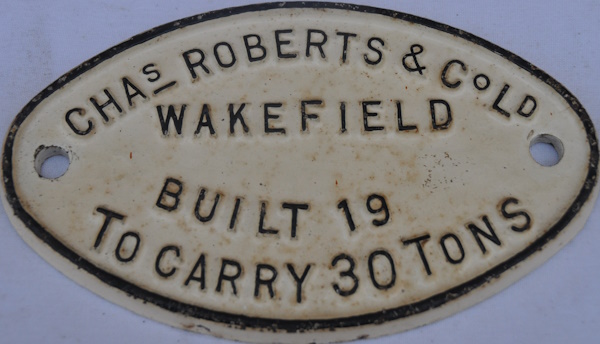 CHAS ROBERTS & CO LD
WAKEFIELD
BUILT 19
TO CARRY 30 TONS